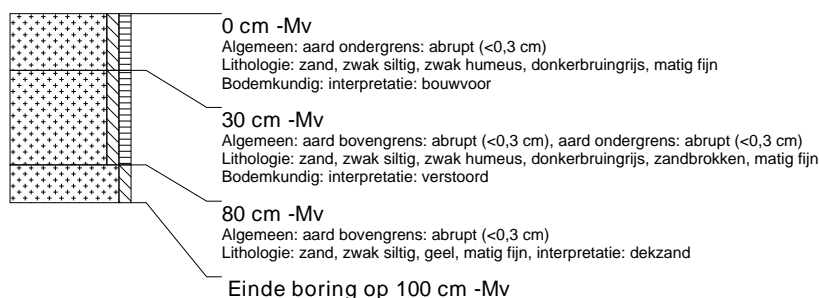 0 cm -Mv
Algemeen: aard ondergrens: abrupt (<0,3 cm)
Lithologie: zand, zwak siltig, zwak humeus, donkerbruingrijs, matig fijn
Bodemkundig: interpretatie: bouwvoor
30 cm -Mv
Algemeen: aard bovengrens: abrupt (<0,3 cm), aard ondergrens: abrupt (<0,3 cm)
Lithologie: zand, zwak siltig, zwak humeus, donkerbruingrijs, zandbrokken, matig fijn
Bodemkundig: interpretatie: verstoord
80 cm -Mv
Algemeen: aard bovengrens: abrupt (<0,3 cm)
Lithologie: zand, zwak siltig, geel, matig fijn, interpretatie: dekzand
Einde boring op 100 cm -Mv